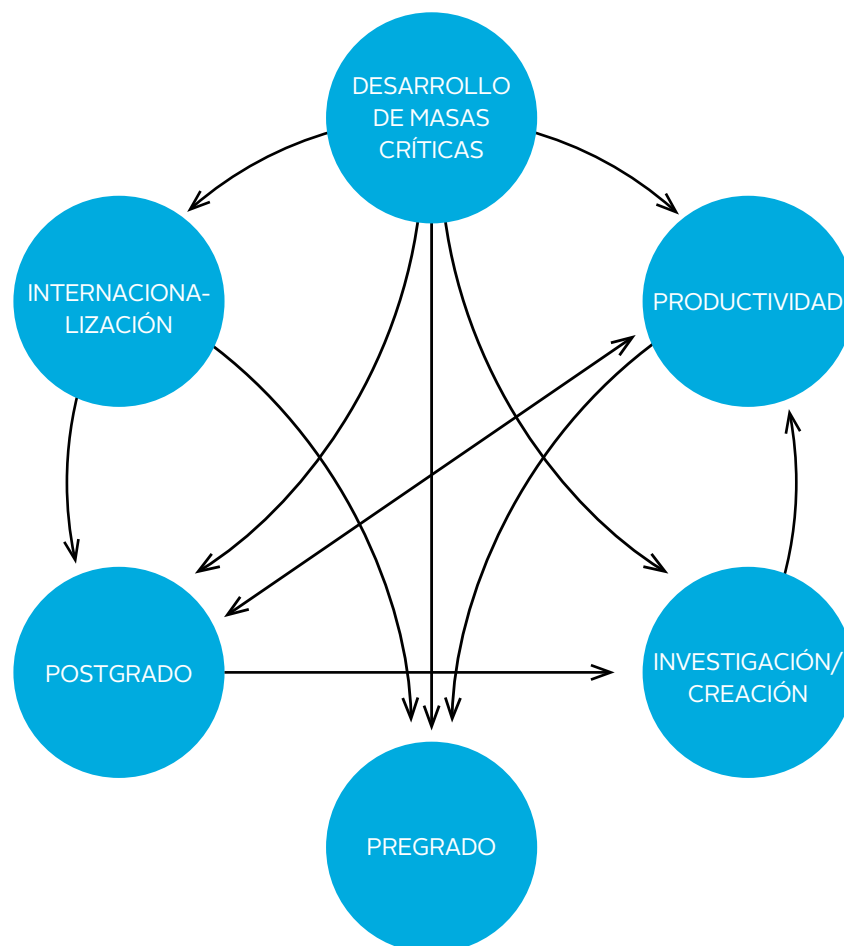 DESARROLLO
DE MASAS
CRÍTICAS
INTERNACIONA-
LIZACIÓN
PRODUCTIVIDAD
POSTGRADO
INVESTIGACIÓN/
CREACIÓN
PREGRADO